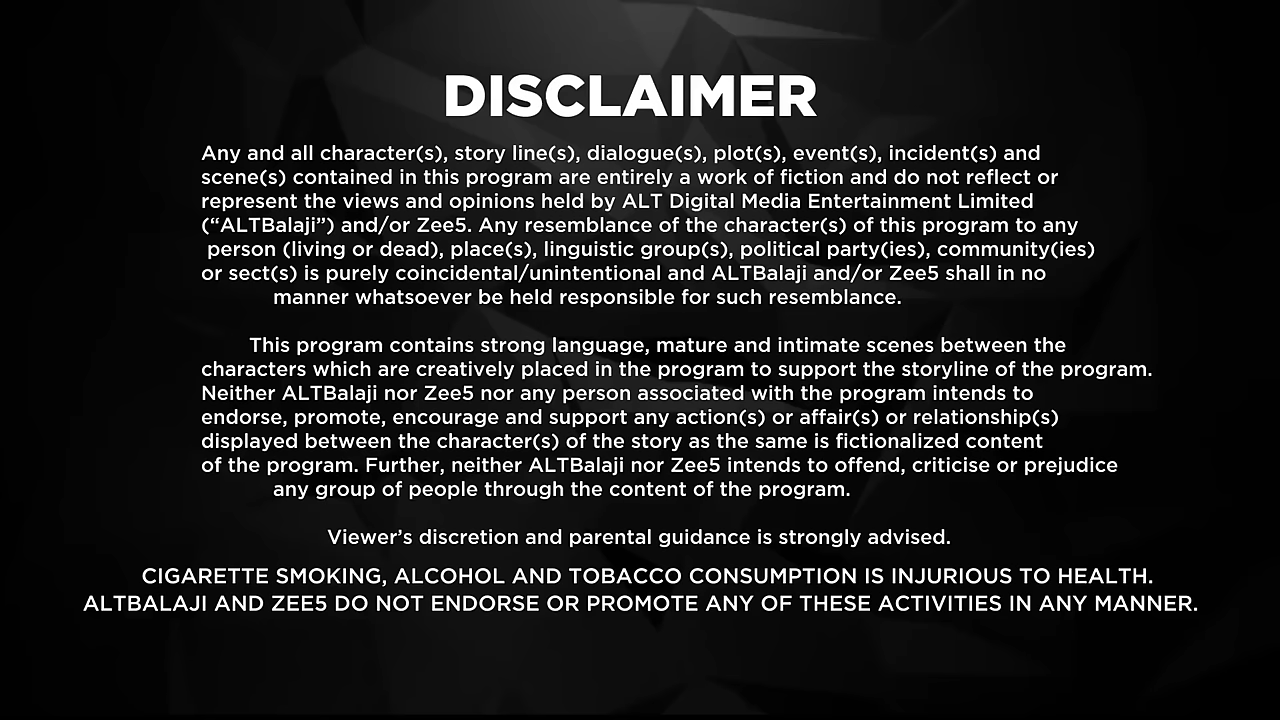 DISCLAIMER
Any and all character(s), story line(s), dialogue(s), plot(s), event(s), incident(s) and
scene(s) contained in this program are entirely a work of fiction and do not reflect or
represent the views and opinions held by ALT Digital Media Entertainment Limited
(“ALTBalaji”) and/or Zee5. Any resemblance of the character(s) of this program to any
person (living or dead), place(s), linguistic group(s), political party(ies), community(ies)
or sect(s) is purely coincidental/unintentional and ALTBalaji and/or Zee5 shall in no
manner whatsoever be held responsible for such resemblance.
This program contains strong language, mature and intimate scenes between the
characters which are creatively placed in the program to support the storyline of the program.
Neither ALTBalaji nor Zee5 nor any person associated with the program intends to
endorse, promote, encourage and support any action(s) or affair(s) or relationship(s)
displayed between the character(s) of the story as the same is fictionalized content
of the program. Further, neither ALTBalaji nor Zee5 intends to offend, criticise or prejudice
any group of people through the content of the program.
Viewer’s discretion and parental guidance is strongly advised.
CIGARETTE SMOKING, ALCOHOL AND TOBACCO CONSUMPTION IS INJURIOUS TO HEALTH.
ALTBALAJI AND ZEE5 DO NOT ENDORSE OR PROMOTE ANY OF THESE ACTIVITIES IN ANY MANNER.